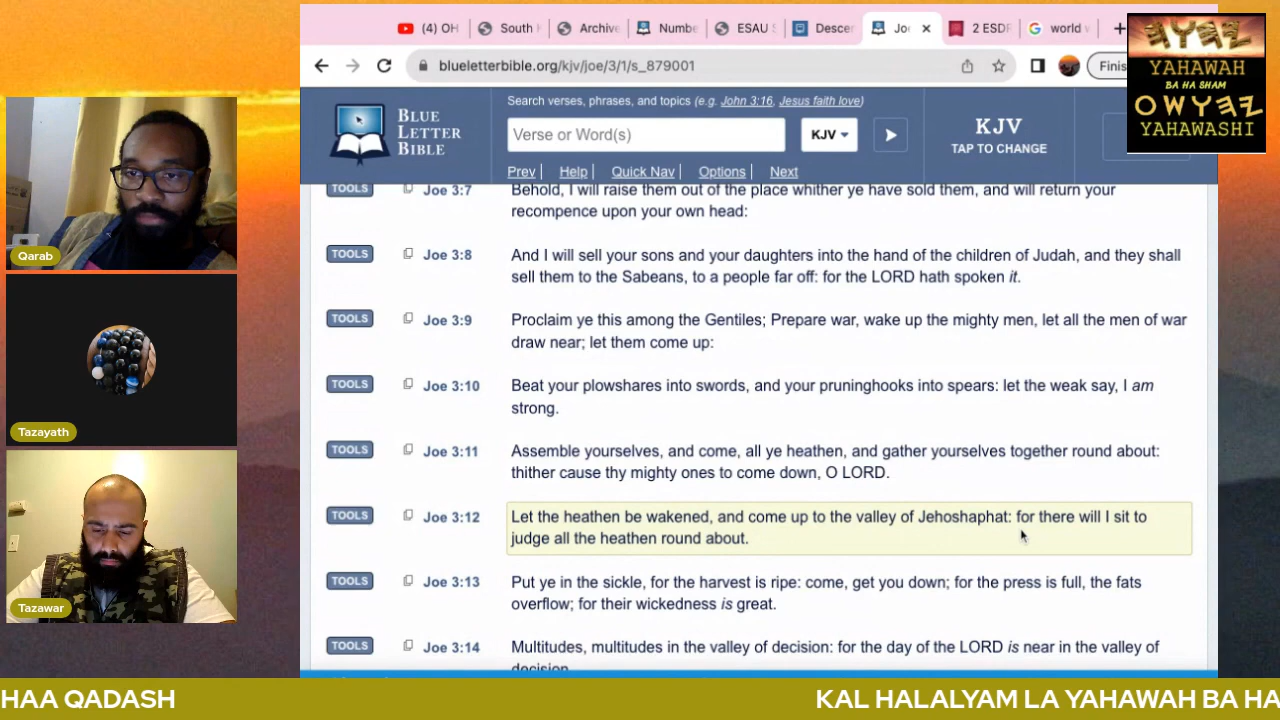 (4) OH
South
Archive
Numbe
ESAU S
Descer
Joe
2 ESDR
world w
blueletterbible.org/kjv/joe/3/1/s_879001
Finis
YAHAWAH
BA HA SHAM
YAHAWASHI
BLUE
LETTER
BIBLE
Search verses, phrases, and topics (e.g. John 3:16, Jesus faith love)
Verse or Word(s)
KJV
KJV
TAP TO CHANGE
Prev | Help | Quick Nav | Options | Next
TOOLS Joe 3:7 Behold, I will raise them out of the place whither ye have sold them, and will return your
recompence upon your own head:
TOOLS Joe 3:8 And I will sell your sons and your daughters into the hand of the children of Judah, and they shall
sell them to the Sabeans, to a people far off: for the LORD hath spoken it.
TOOLS Joe 3:9 Proclaim ye this among the Gentiles; Prepare war, wake up the mighty men, let all the men of war
draw near; let them come up:
TOOLS Joe 3:10 Beat your plowshares into swords, and your pruninghooks into spears: let the weak say, I am
strong.
TOOLS Joe 3:11 Assemble yourselves, and come, all ye heathen, and gather yourselves together round about:
thither cause thy mighty ones to come down, O LORD.
TOOLS Joe 3:12 Let the heathen be wakened, and come up to the valley of Jehoshaphat: for there will I sit to
judge all the heathen round about.
TOOLS Joe 3:13 Put ye in the sickle, for the harvest is ripe: come, get you down; for the press is full, the fats
overflow; for their wickedness is great.
TOOLS Joe 3:14 Multitudes, multitudes in the valley of decision: for the day of the LORD is near in the valley of
decision.
Qarab
Tazayath
Tazawar
HAA QADASH
KAL HALALYAM LA YAHAWAH BA HA